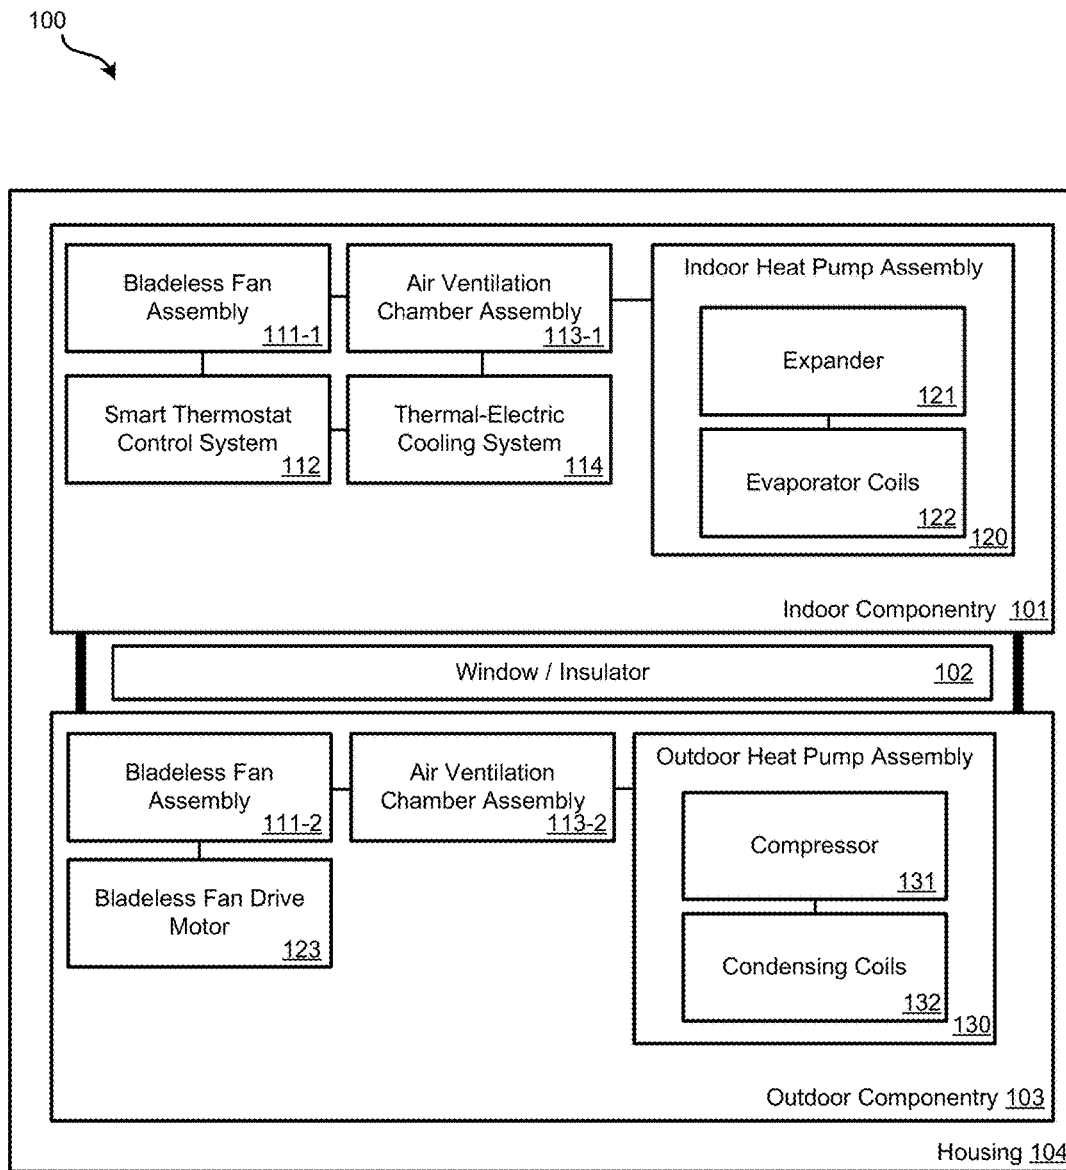 100
Bladeless Fan
Assembly
111-1
Air Ventilation
Chamber Assembly
113-1
Indoor Heat Pump Assembly
Expander
121
Smart Thermostat
Control System
112
Thermal-Electric
Cooling System
114
Evaporator Coils
122
120
Indoor Componentry 101
Window / Insulator 102
Bladeless Fan
Assembly
111-2
Air Ventilation
Chamber Assembly
113-2
Outdoor Heat Pump Assembly
Compressor
131
Bladeless Fan Drive
Motor
123
Condensing Coils
132
130
Outdoor Componentry 103
Housing 104